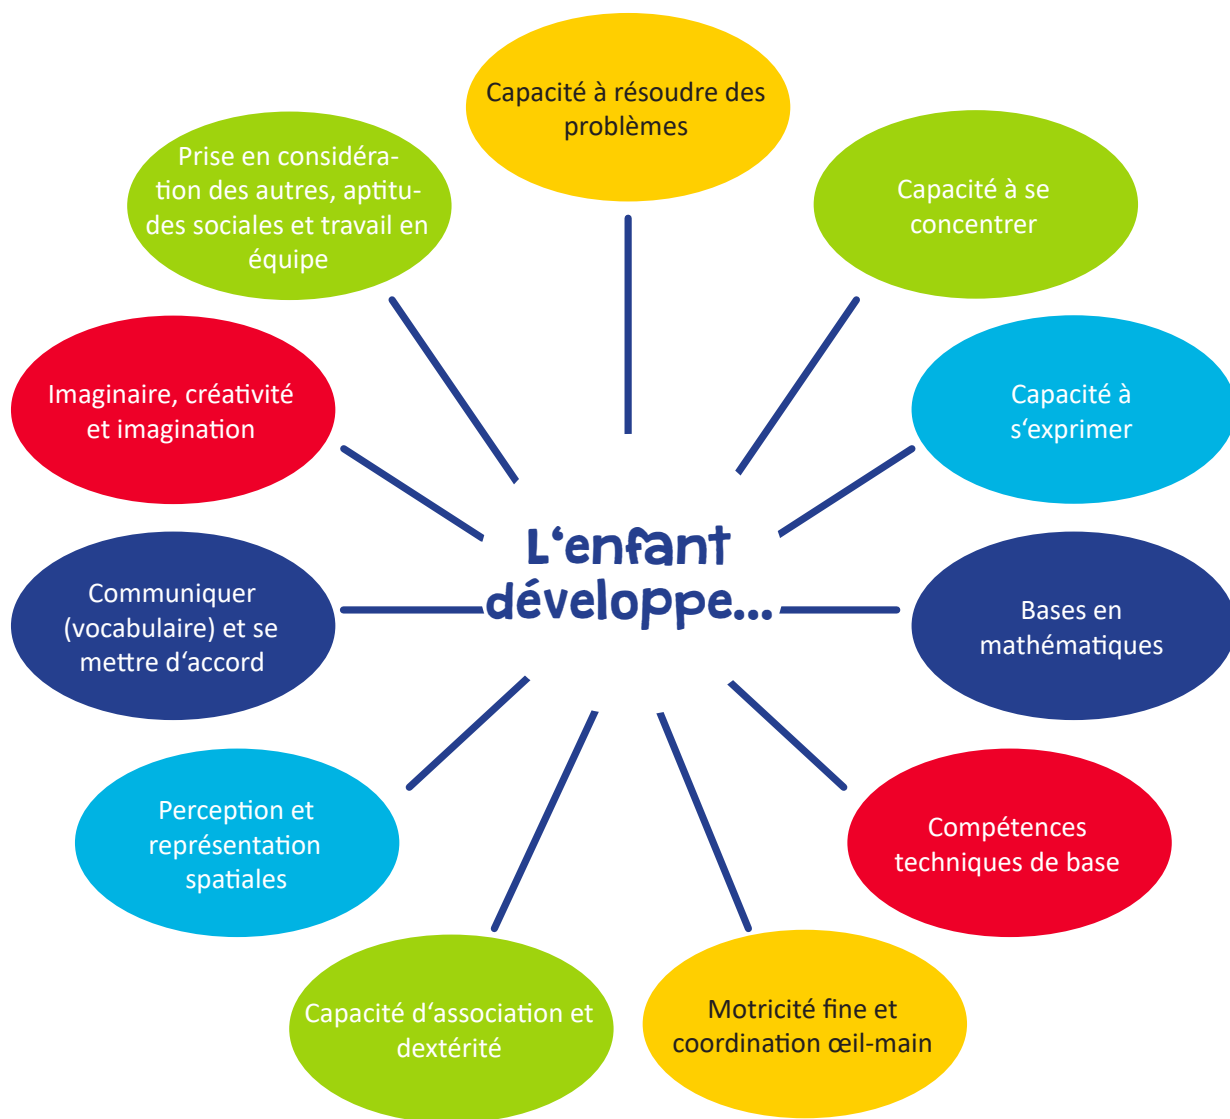 Capacité à résoudre des
problèmes
Prise en considéra-
tion des autres, aptitu-
des sociales et travail en
équipe
Capacité à se
concentrer
Imaginaire, créativité
et imagination
Capacité à
s‘exprimer
L‘enfant
développe...
Communiquer
(vocabulaire) et se
mettre d‘accord
Bases en
mathématiques
Perception et
représentation
spatiales
Compétences
techniques de base
Capacité d‘association et
dextérité
Motricité fine et
coordination œil-main